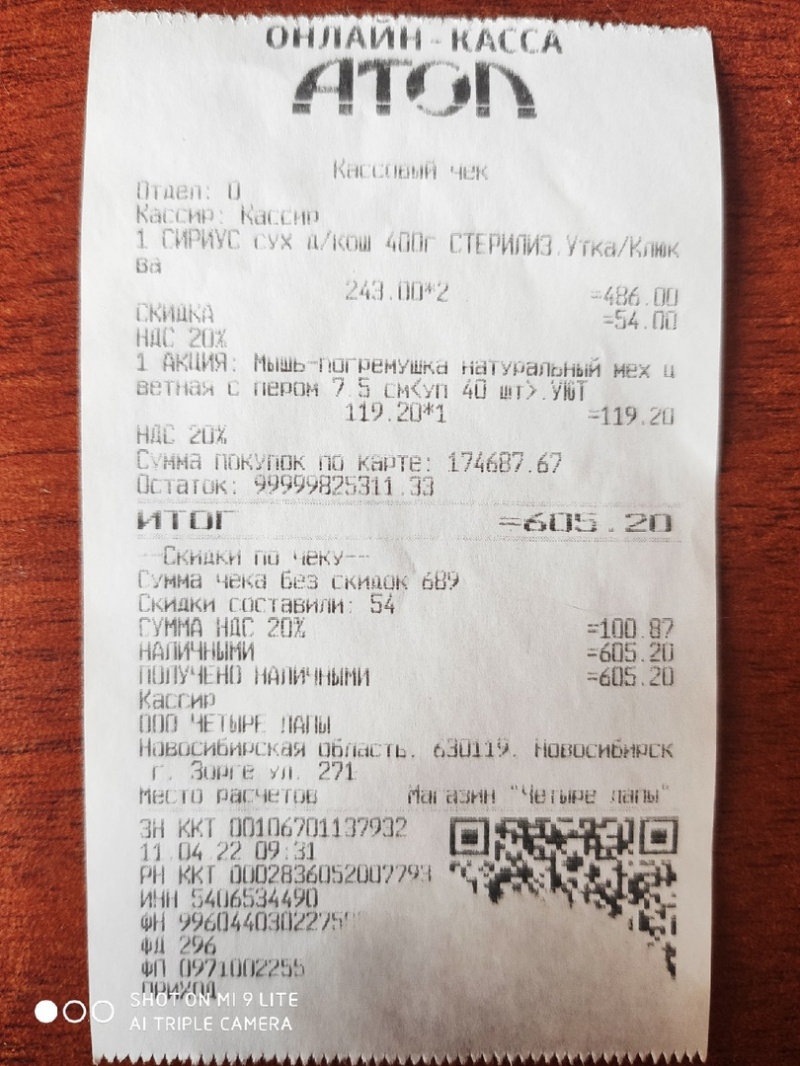 ОНЛАЙН-КАССА
АТОЛ
Кассовый чек
Отдел: 0
Кассир: Кассир
1 СИРИУС сух д/кош 400г СТЕРИЛИЗ.Утка/Клюк
ва
243.00*2 =486.00
СКИДКА =54.00
НДС 20%
1 АКЦИЯ: Мышь-погремушка натуральный мех ц
ветная с пером 7.5 см<уп 40 шт>.УЮТ
119.20*1 =119.20
НДС 20%
Сумма покупок по карте: 174687.67
Остаток: 99999825311.33
ИТОГ =605.20
--Скидки по чеку--
Сумма чека без скидок 689
Скидки составили: 54
СУММА НДС 20% =100.87
НАЛИЧНЫМИ =605.20
ПОЛУЧЕНО НАЛИЧНЫМИ =605.20
Кассир
ООО ЧЕТЫРЕ ЛАПЫ
Новосибирская область, 630119, Новосибирск
г, Зорге ул, 271
Место расчетов Магазин "Четыре лапы"
ЗН ККТ 00106701137932
11.04.22 09:31
РН ККТ 0002836052007793
ИНН 5406534490
ФН
ФД 296
ФП 0971002255
ПРИХОД
SHOT ON MI 9 LITE
AI TRIPLE CAMERA